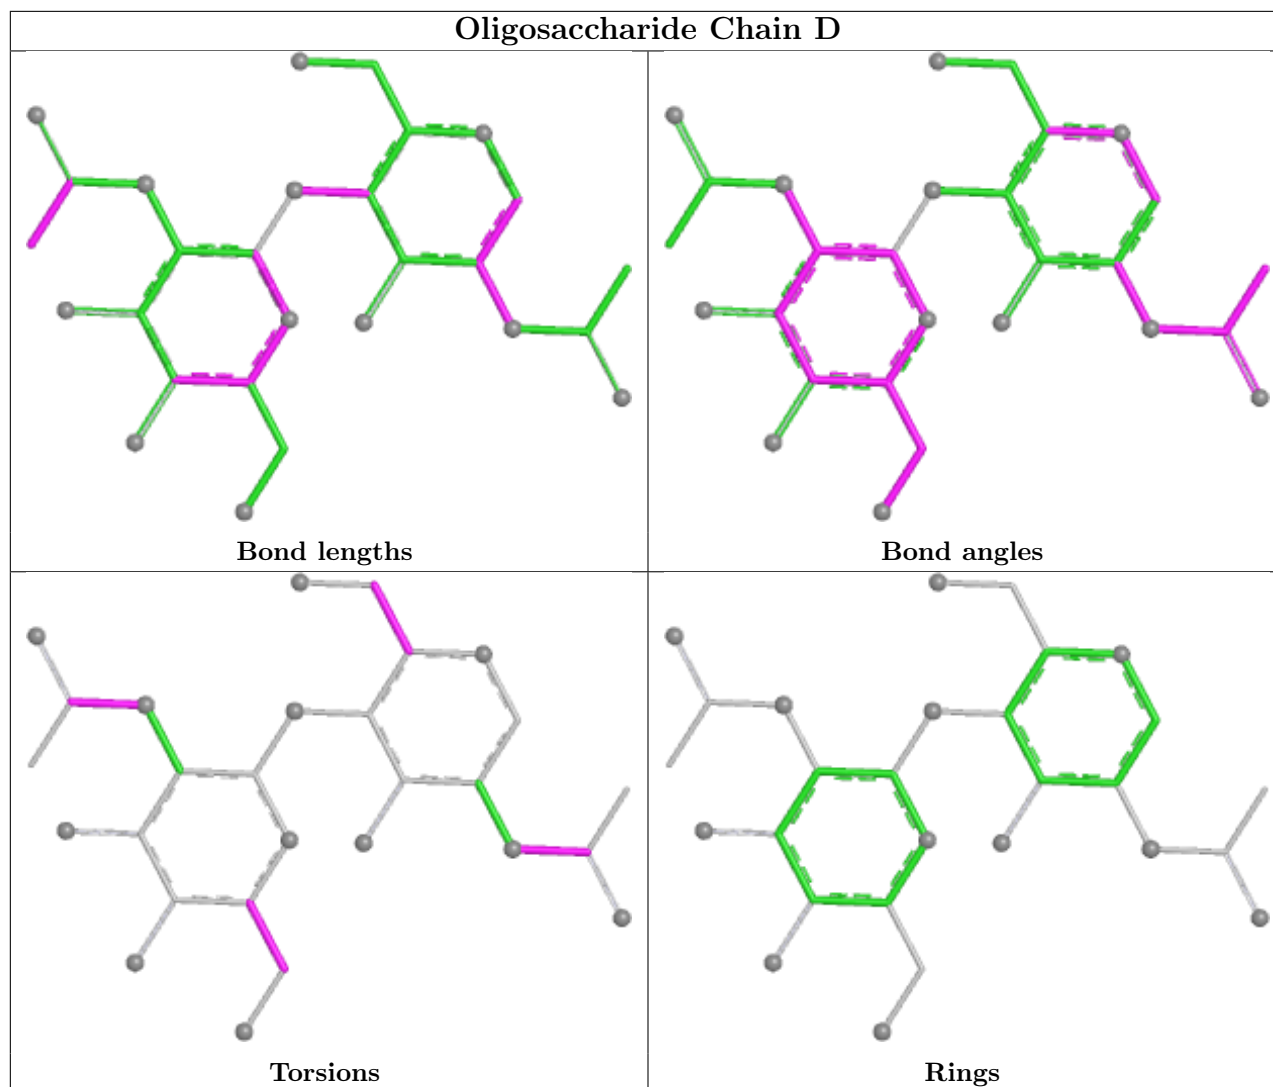 Oligosaccharide Chain D
Bond lengths
Bond angles
Torsions
Rings